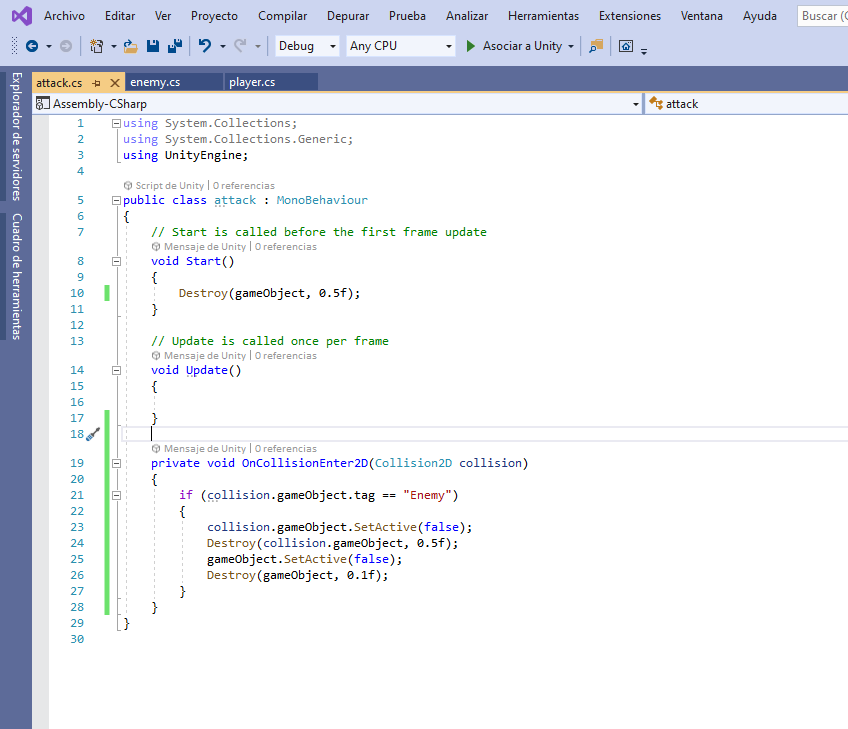 Archivo Editar Ver Proyecto Compilar Depurar Prueba Analizar Herramientas Extensiones Ventana Ayuda Buscar (
Debug Any CPU Asociar a Unity
attack.cs enemy.cs player.cs
Assembly-CSharp attack
Explorador de servidores
Cuadro de herramientas
1 using System.Collections;
2 using System.Collections.Generic;
3 using UnityEngine;
4
Script de Unity | 0 referencias
5 public class attack : MonoBehaviour
6 {
7 // Start is called before the first frame update
Mensaje de Unity | 0 referencias
8 void Start()
9 {
10 Destroy(gameObject, 0.5f);
11 }
12
13 // Update is called once per frame
Mensaje de Unity | 0 referencias
14 void Update()
15 {
16
17 }
18
Mensaje de Unity | 0 referencias
19 private void OnCollisionEnter2D(Collision2D collision)
20 {
21 if (collision.gameObject.tag == "Enemy")
22 {
23 collision.gameObject.SetActive(false);
24 Destroy(collision.gameObject, 0.5f);
25 gameObject.SetActive(false);
26 Destroy(gameObject, 0.1f);
27 }
28 }
29 }
30